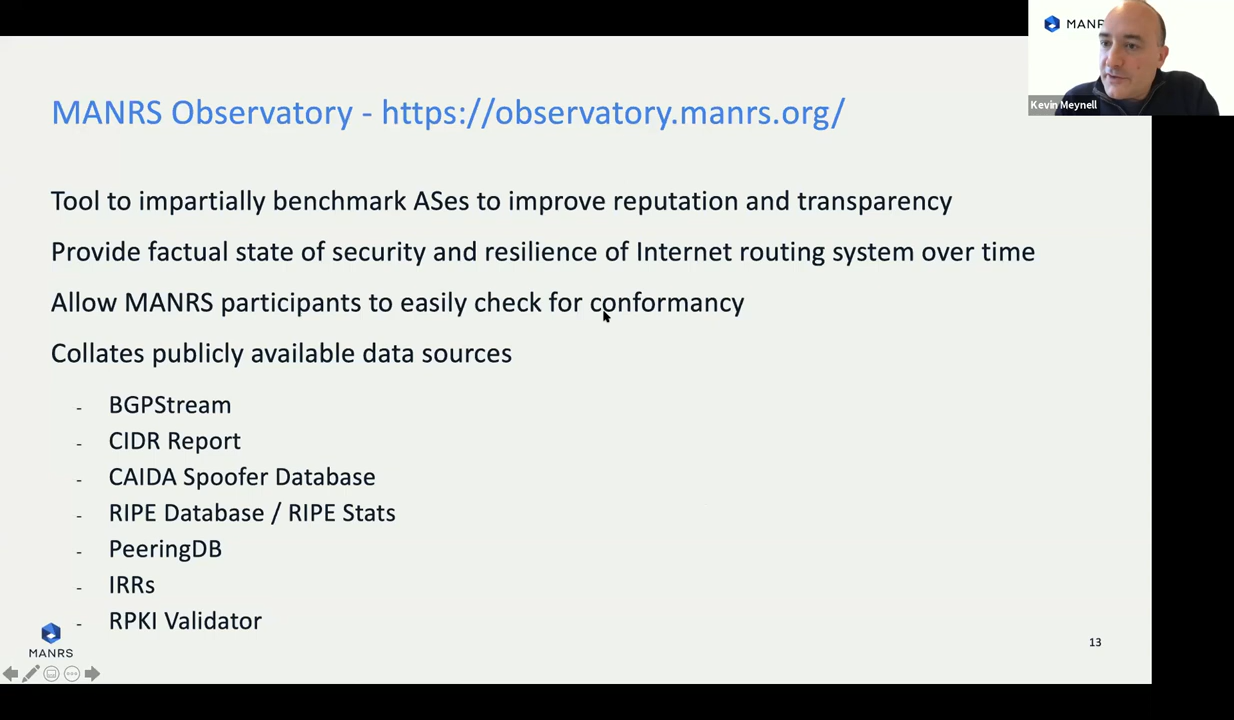 MANRS Observatory - https://observatory.manrs.org/
Tool to impartially benchmark ASes to improve reputation and transparency
Provide factual state of security and resilience of Internet routing system over time
Allow MANRS participants to easily check for conformancy
Collates publicly available data sources
- BGPStream
- CIDR Report
- CAIDA Spoofer Database
- RIPE Database / RIPE Stats
- PeeringDB
- IRRs
- RPKI Validator
MANRS
13
MANR
Kevin Meynell